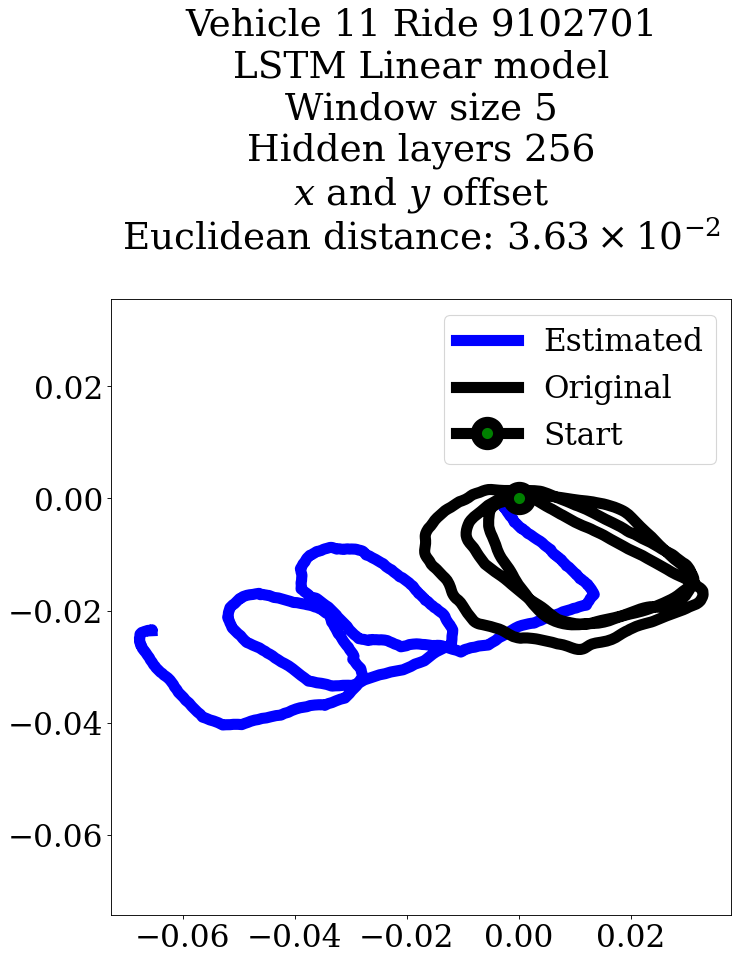 Vehicle 11 Ride 9102701
LSTM Linear model
Window size 5
Hidden layers 256
x and y offset
Euclidean distance: 3.63 × 10⁻²
Estimated
Original
Start
0.02
0.00
−0.02
−0.04
−0.06
−0.06 −0.04 −0.02 0.00 0.02